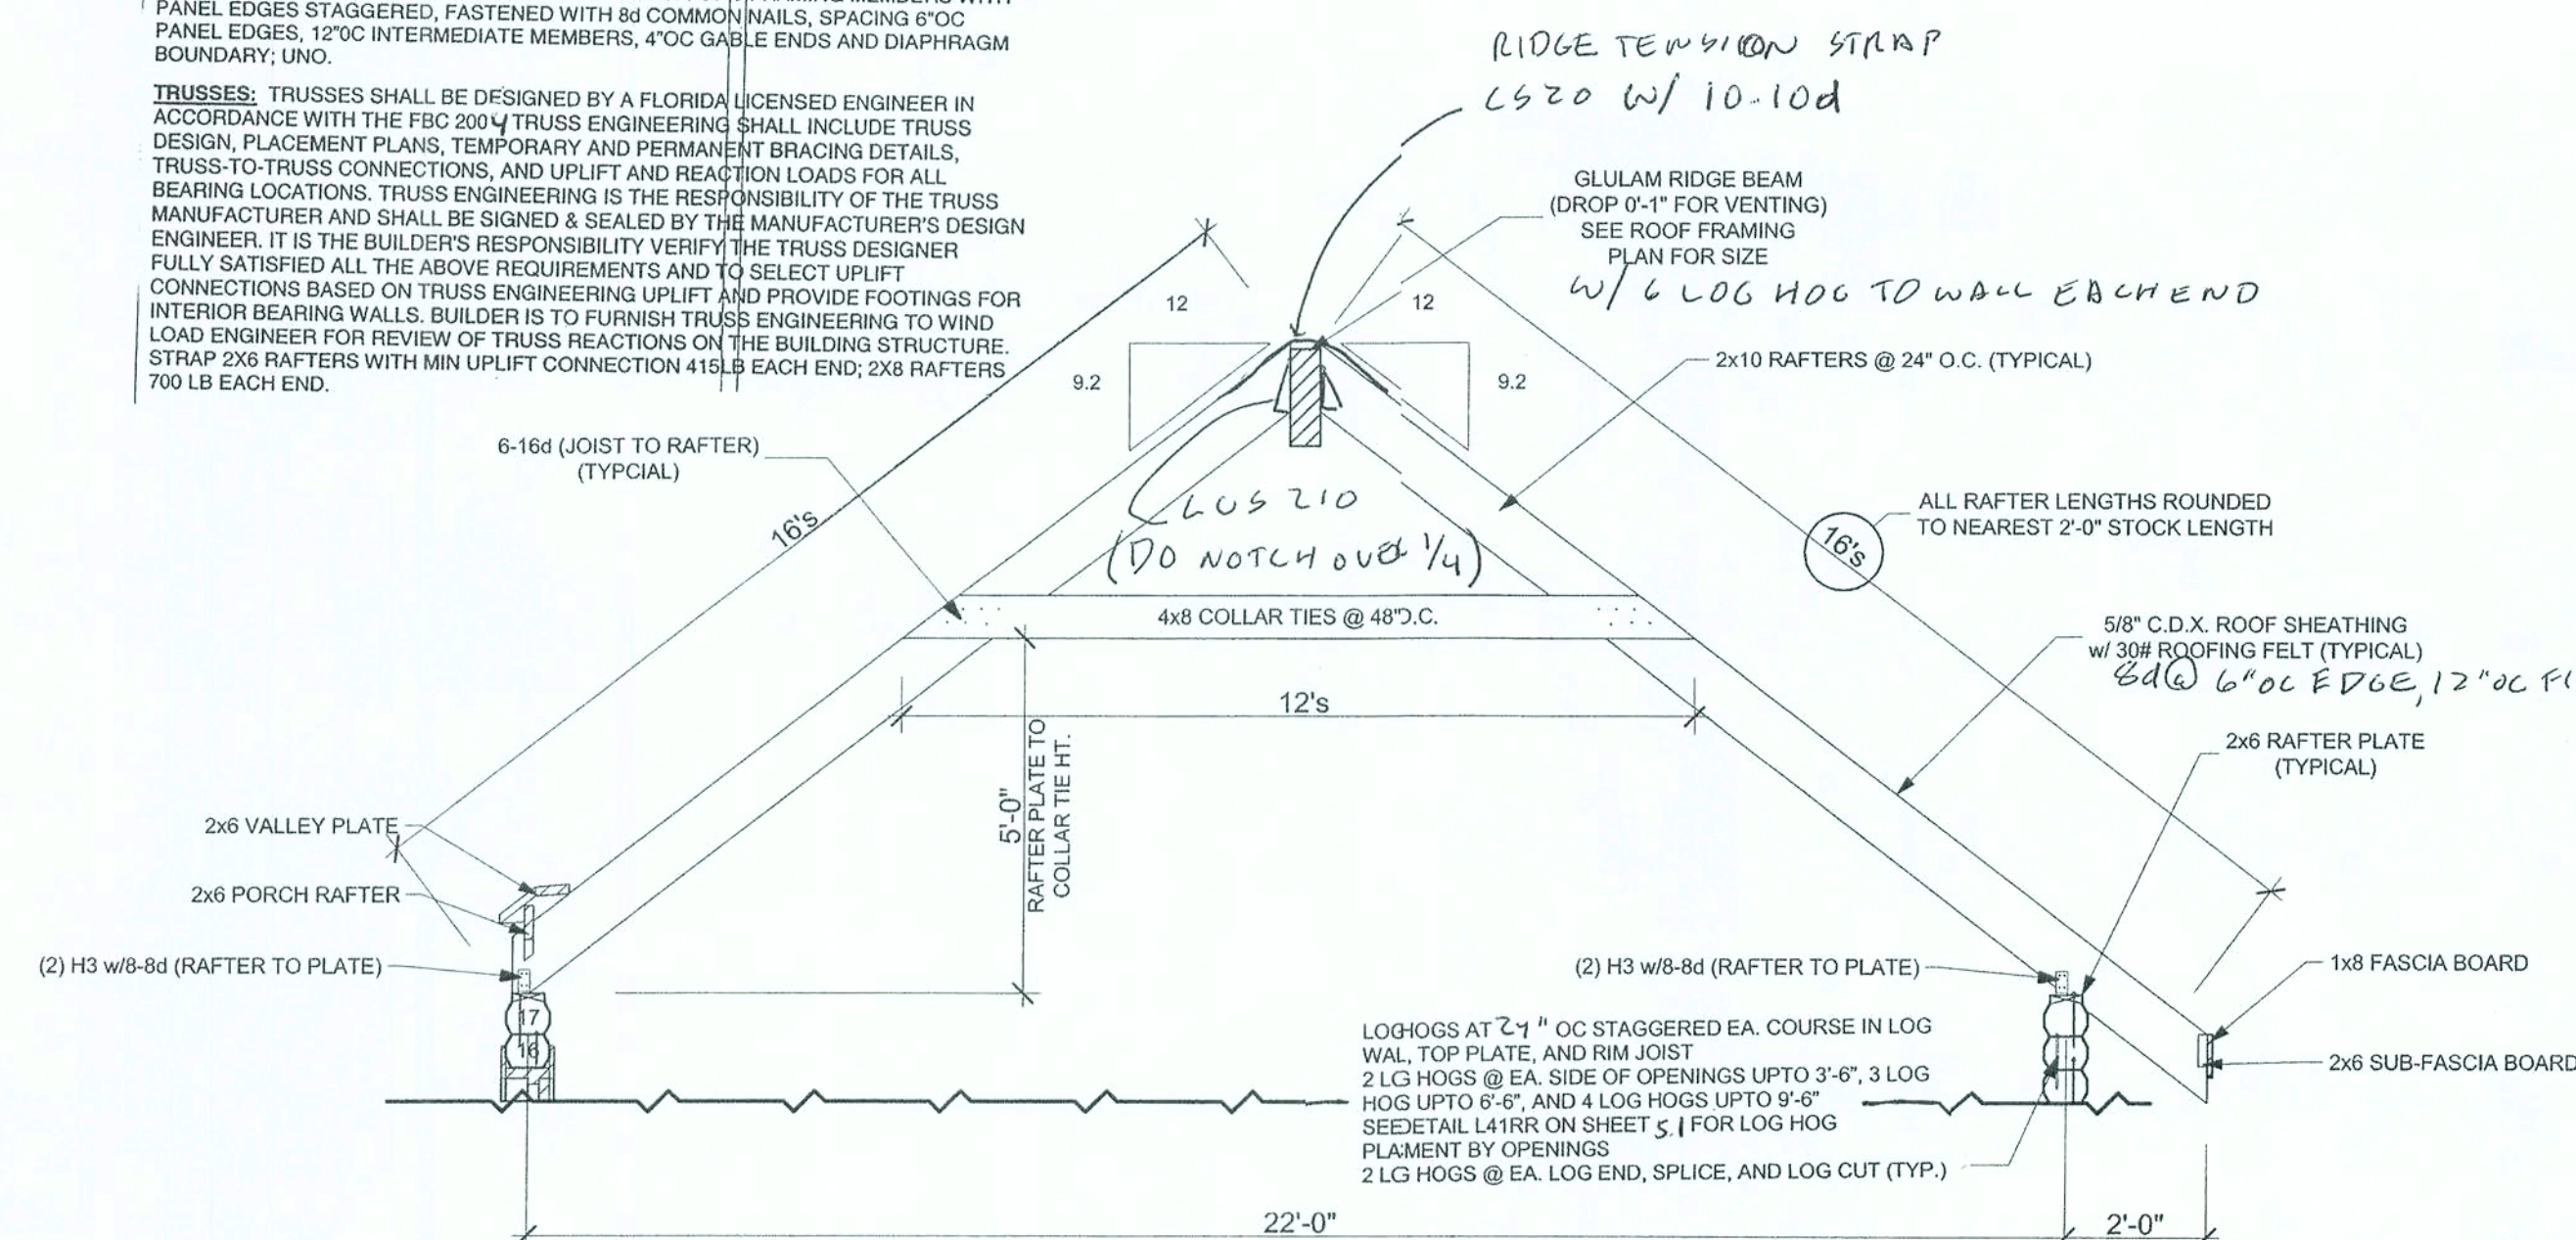 PANEL EDGES STAGGERED, FASTENED WITH 8d COMMON NAILS, SPACING 6"OC
PANEL EDGES, 12"0C INTERMEDIATE MEMBERS, 4"OC GABLE ENDS AND DIAPHRAGM
BOUNDARY; UNO.
TRUSSES: TRUSSES SHALL BE DESIGNED BY A FLORIDA LICENSED ENGINEER IN
ACCORDANCE WITH THE FBC 2004 TRUSS ENGINEERING SHALL INCLUDE TRUSS
DESIGN, PLACEMENT PLANS, TEMPORARY AND PERMANENT BRACING DETAILS,
TRUSS-TO-TRUSS CONNECTIONS, AND UPLIFT AND REACTION LOADS FOR ALL
BEARING LOCATIONS. TRUSS ENGINEERING IS THE RESPONSIBILITY OF THE TRUSS
MANUFACTURER AND SHALL BE SIGNED & SEALED BY THE MANUFACTURER'S DESIGN
ENGINEER. IT IS THE BUILDER'S RESPONSIBILITY VERIFY THE TRUSS DESIGNER
FULLY SATISFIED ALL THE ABOVE REQUIREMENTS AND TO SELECT UPLIFT
CONNECTIONS BASED ON TRUSS ENGINEERING UPLIFT AND PROVIDE FOOTINGS FOR
INTERIOR BEARING WALLS. BUILDER IS TO FURNISH TRUSS ENGINEERING TO WIND
LOAD ENGINEER FOR REVIEW OF TRUSS REACTIONS ON THE BUILDING STRUCTURE.
STRAP 2X6 RAFTERS WITH MIN UPLIFT CONNECTION 415LB EACH END; 2X8 RAFTERS
700 LB EACH END.
RIDGE TENSION STRAP
CS20 W/ 10-10d
GLULAM RIDGE BEAM
(DROP 0'-1" FOR VENTING)
SEE ROOF FRAMING
PLAN FOR SIZE
W/ 6 LOG HOG TO WALL EACH END
12
12
9.2
9.2
2x10 RAFTERS @ 24" O.C. (TYPICAL)
6-16d (JOIST TO RAFTER)
(TYPCIAL)
LUS 210
(DO NOTCH OVER 1/4)
16's
16's
ALL RAFTER LENGTHS ROUNDED
TO NEAREST 2'-0" STOCK LENGTH
4x8 COLLAR TIES @ 48"O.C.
5/8" C.D.X. ROOF SHEATHING
w/ 30# ROOFING FELT (TYPICAL)
8d@ 6"OC EDGE, 12"OC
12's
5'-0"
RAFTER PLATE TO
COLLAR TIE HT.
2x6 RAFTER PLATE
(TYPICAL)
2x6 VALLEY PLATE
2x6 PORCH RAFTER
(2) H3 w/8-8d (RAFTER TO PLATE)
17
16
(2) H3 w/8-8d (RAFTER TO PLATE)
1x8 FASCIA BOARD
2x6 SUB-FASCIA BOARD
LOGHOGS AT 24" OC STAGGERED EA. COURSE IN LOG
WAL, TOP PLATE, AND RIM JOIST
2 LG HOGS @ EA. SIDE OF OPENINGS UPTO 3'-6", 3 LOG
HOG UPTO 6'-6", AND 4 LOG HOGS UPTO 9'-6"
SEEDETAIL L41RR ON SHEET 5.1 FOR LOG HOG
PLAMENT BY OPENINGS
2 LG HOGS @ EA. LOG END, SPLICE, AND LOG CUT (TYP.)
22'-0"
2'-0"